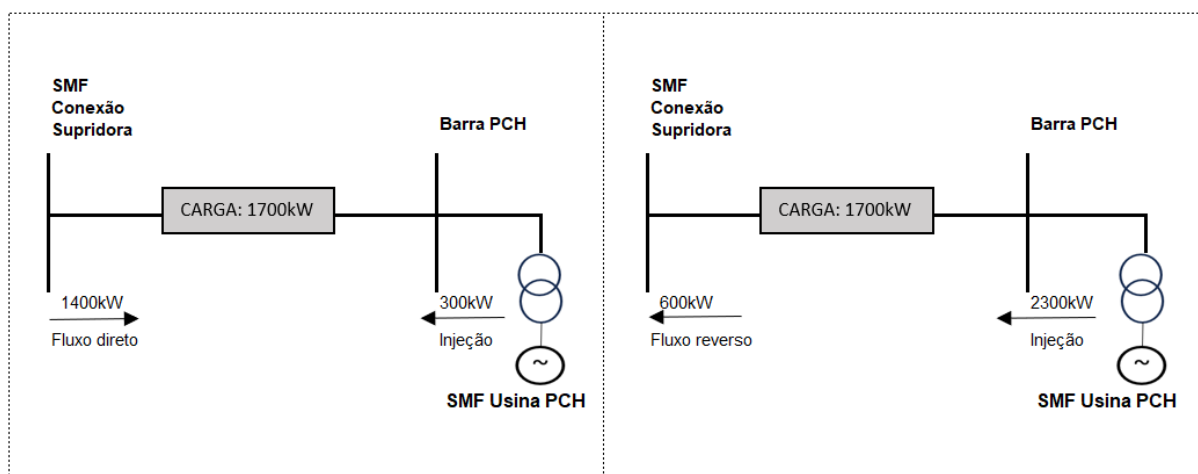 SMF
Conexão
Supridora
Barra PCH
CARGA: 1700kW
1400kW
Fluxo direto
300kW
Injeção
~
SMF Usina PCH
SMF
Conexão
Supridora
Barra PCH
CARGA: 1700kW
600kW
Fluxo reverso
2300kW
Injeção
~
SMF Usina PCH